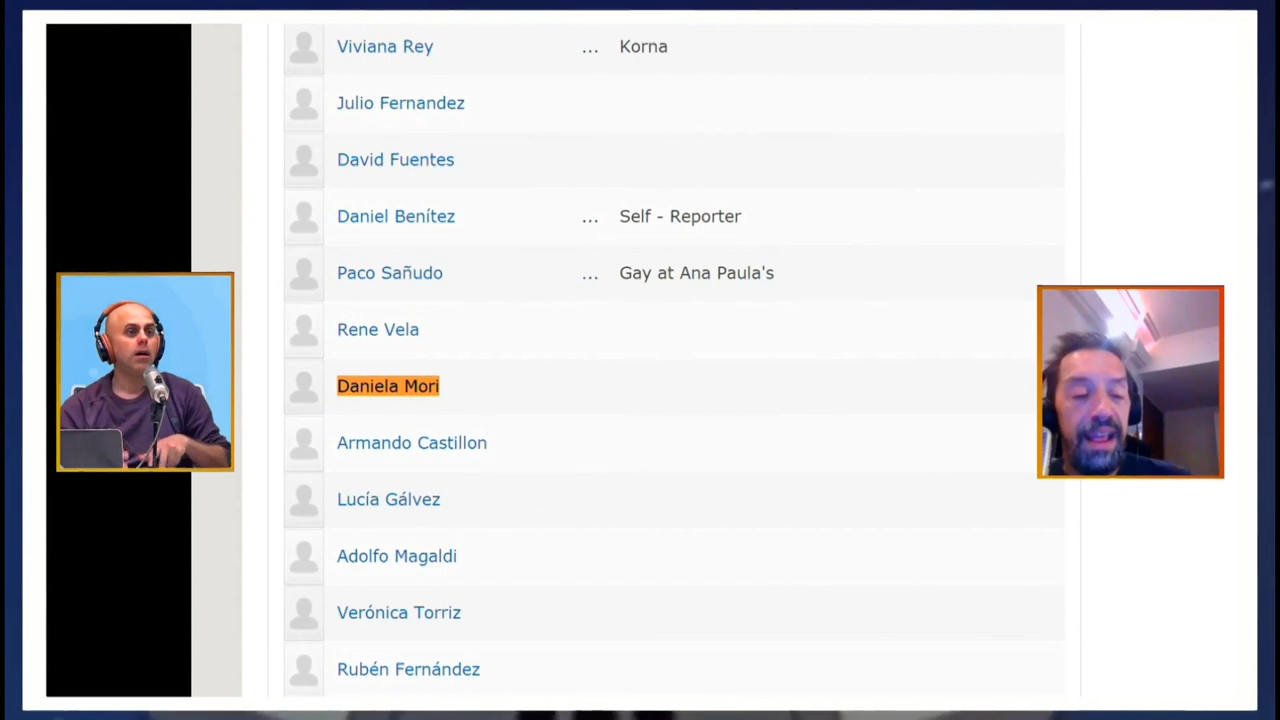 Viviana Rey ... Korna
Julio Fernandez
David Fuentes
Daniel Benítez ... Self - Reporter
Paco Sañudo ... Gay at Ana Paula's
Rene Vela
Daniela Mori
Armando Castillon
Lucía Gálvez
Adolfo Magaldi
Verónica Torriz
Rubén Fernández